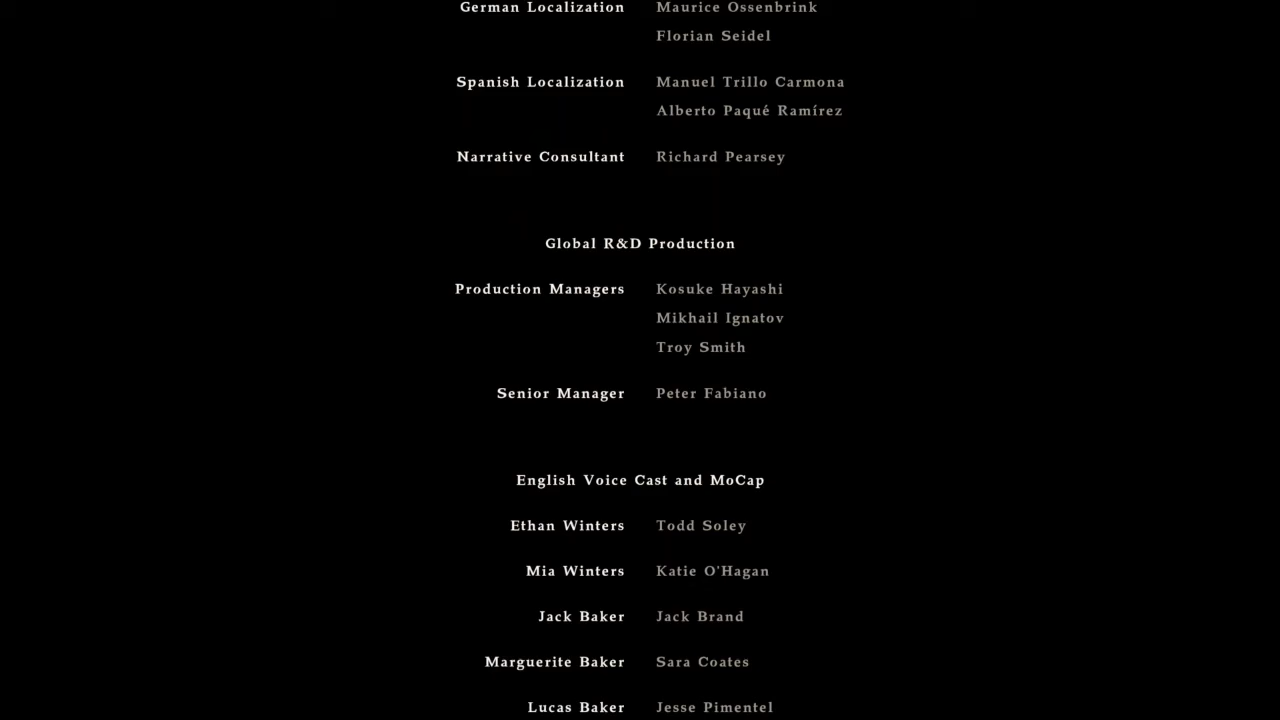 German Localization Maurice Ossenbrink
Florian Seidel
Spanish Localization Manuel Trillo Carmona
Alberto Paqué Ramírez
Narrative Consultant Richard Pearsey
Global R&D Production
Production Managers Kosuke Hayashi
Mikhail Ignatov
Troy Smith
Senior Manager Peter Fabiano
English Voice Cast and MoCap
Ethan Winters Todd Soley
Mia Winters Katie O'Hagan
Jack Baker Jack Brand
Marguerite Baker Sara Coates
Lucas Baker Jesse Pimentel